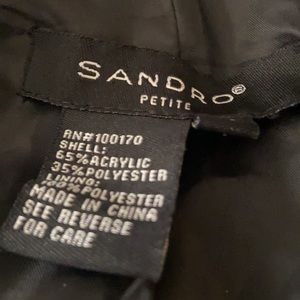 SANDRO®
PETITE
RN#100170
SHELL:
65%ACRYLIC
35%POLYESTER
LINING:
100%POLYESTER
MADE IN CHINA
SEE REVERSE
FOR CARE